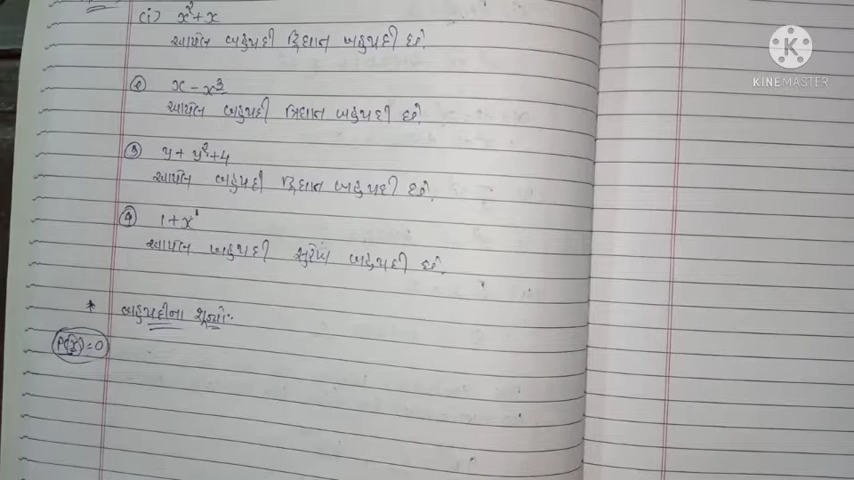 (i) x²+x
આપેલ બહુપદી દ્વિઘાત બહુપદી છે.
② x - x³
આપેલ બહુપદી ત્રિઘાત બહુપદી છે.
③ y + y²+4
આપેલ બહુપદી દ્વિઘાત બહુપદી છે.
④ 1 + x¹
આપેલ બહુપદી સુરેખ બહુપદી છે.
* બહુપદીના શૂન્યો:
P(x)=0
K
KINEMASTER